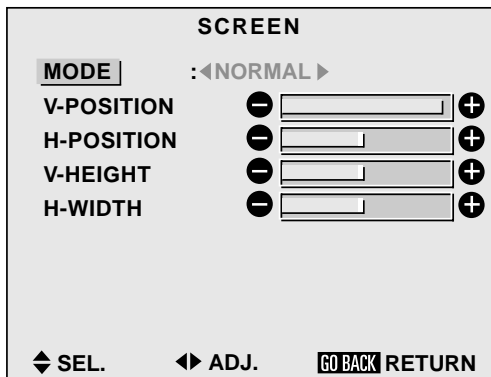 SCREEN
MODE :◀NORMAL▶
V-POSITION
H-POSITION
V-HEIGHT
H-WIDTH
SEL. ADJ. GO BACK RETURN